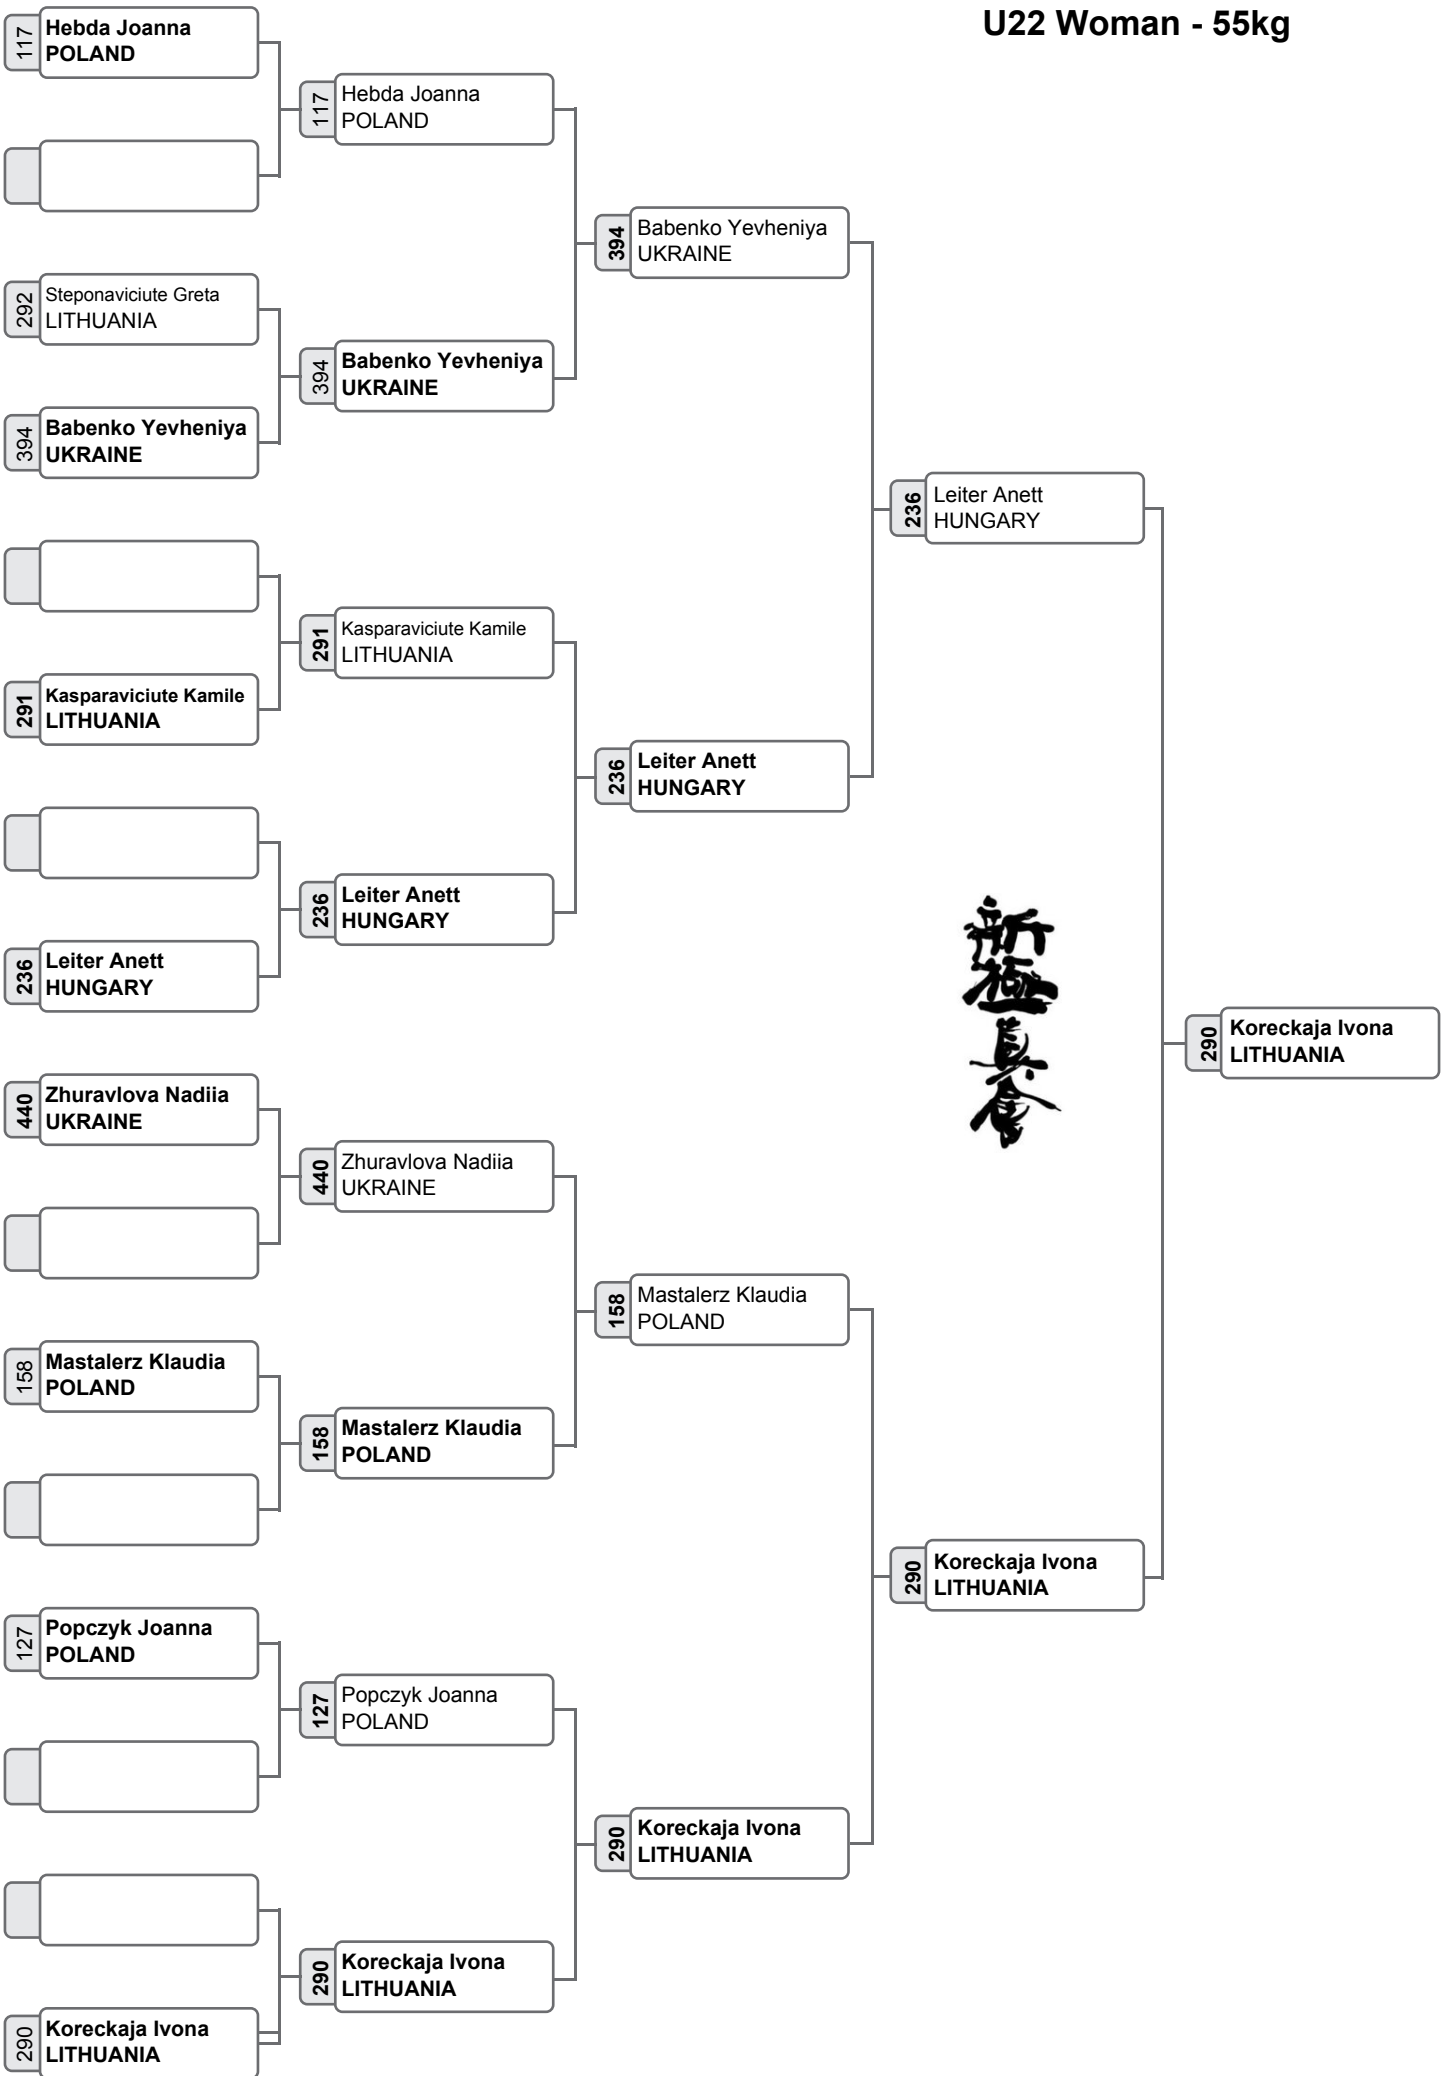 U22 Woman - 55kg
117
Hebda Joanna
POLAND
292
Steponaviciute Greta
LITHUANIA
394
Babenko Yevheniya
UKRAINE
291
Kasparaviciute Kamile
LITHUANIA
236
Leiter Anett
HUNGARY
440
Zhuravlova Nadiia
UKRAINE
158
Mastalerz Klaudia
POLAND
127
Popczyk Joanna
POLAND
290
Koreckaja Ivona
LITHUANIA
117
Hebda Joanna
POLAND
394
Babenko Yevheniya
UKRAINE
291
Kasparaviciute Kamile
LITHUANIA
236
Leiter Anett
HUNGARY
440
Zhuravlova Nadiia
UKRAINE
158
Mastalerz Klaudia
POLAND
127
Popczyk Joanna
POLAND
290
Koreckaja Ivona
LITHUANIA
394
Babenko Yevheniya
UKRAINE
236
Leiter Anett
HUNGARY
158
Mastalerz Klaudia
POLAND
290
Koreckaja Ivona
LITHUANIA
236
Leiter Anett
HUNGARY
290
Koreckaja Ivona
LITHUANIA
新極真会
290
Koreckaja Ivona
LITHUANIA